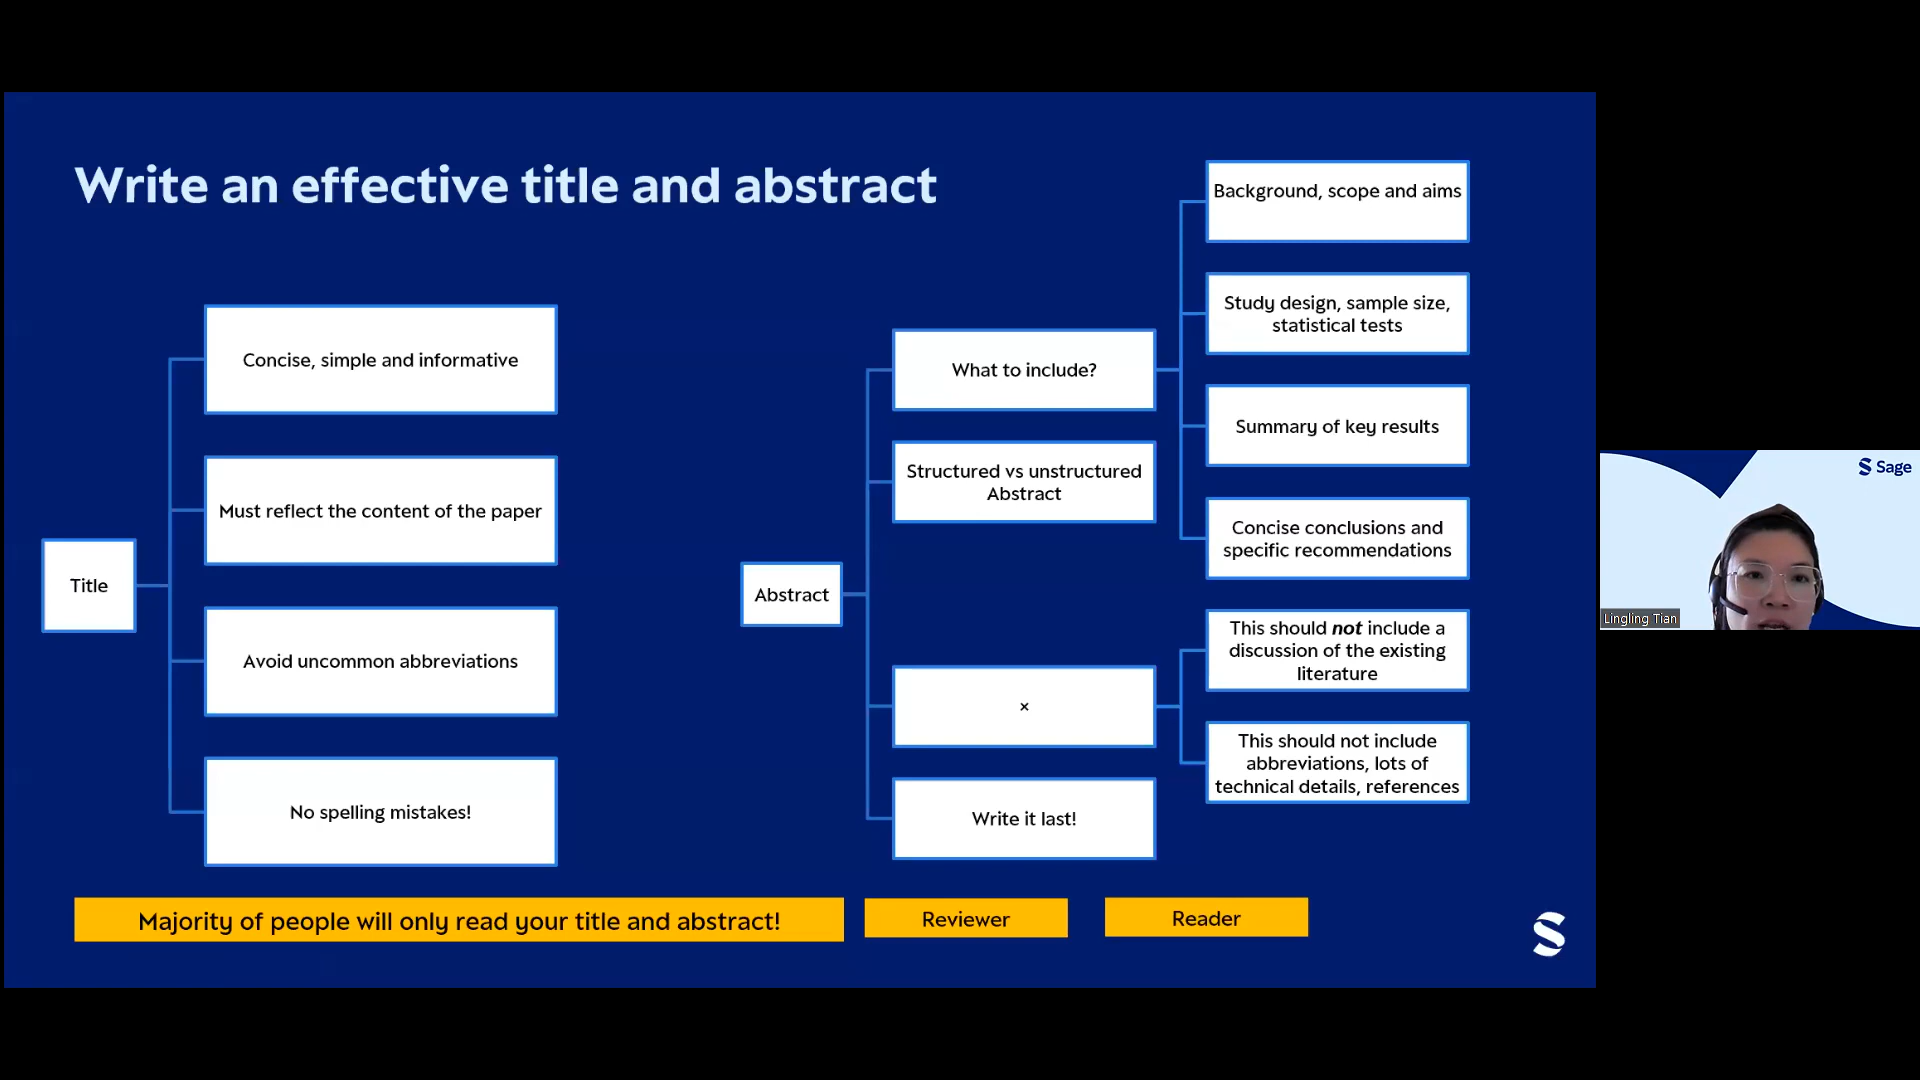 Write an effective title and abstract
Title
Concise, simple and informative
Must reflect the content of the paper
Avoid uncommon abbreviations
No spelling mistakes!
Abstract
What to include?
Background, scope and aims
Study design, sample size,
statistical tests
Summary of key results
Concise conclusions and
specific recommendations
Structured vs unstructured
Abstract
×
This should not include a
discussion of the existing
literature
This should not include
abbreviations, lots of
technical details, references
Write it last!
Majority of people will only read your title and abstract!
Reviewer
Reader
Sage
Lingling Tian